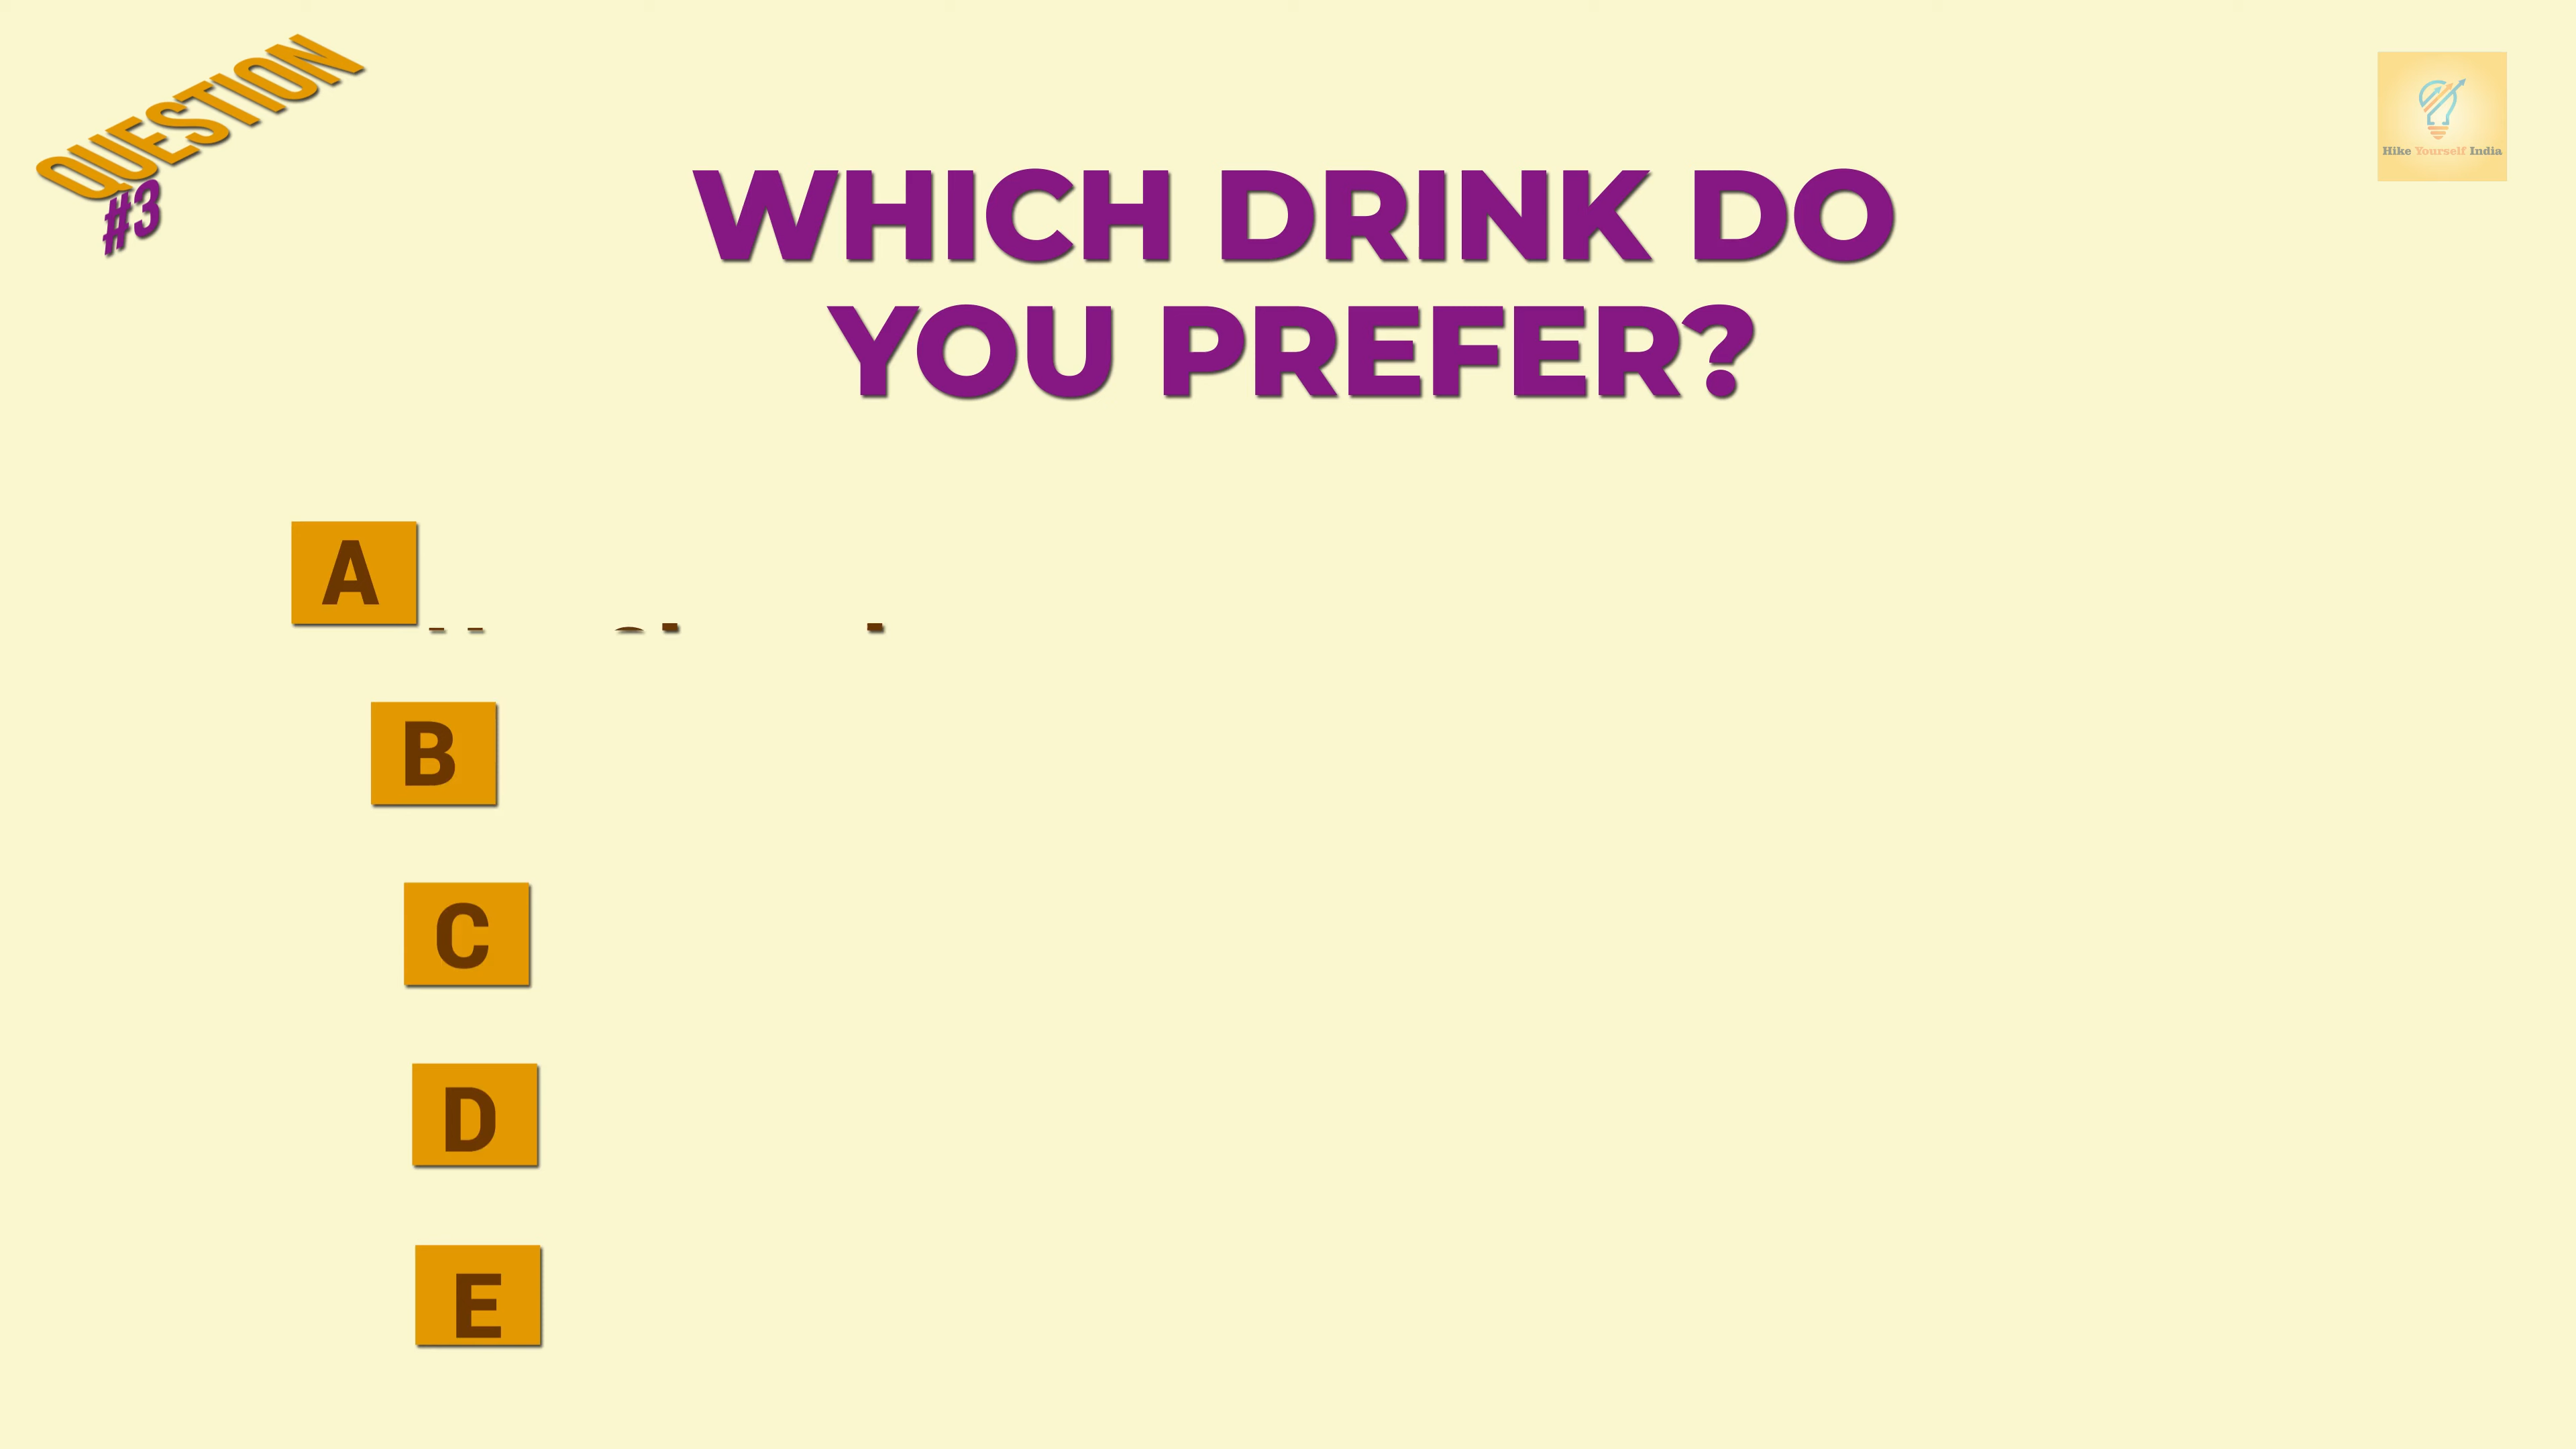 QUESTION
#3
Hike Yourself India
WHICH DRINK DO
YOU PREFER?
A
B
C
D
E